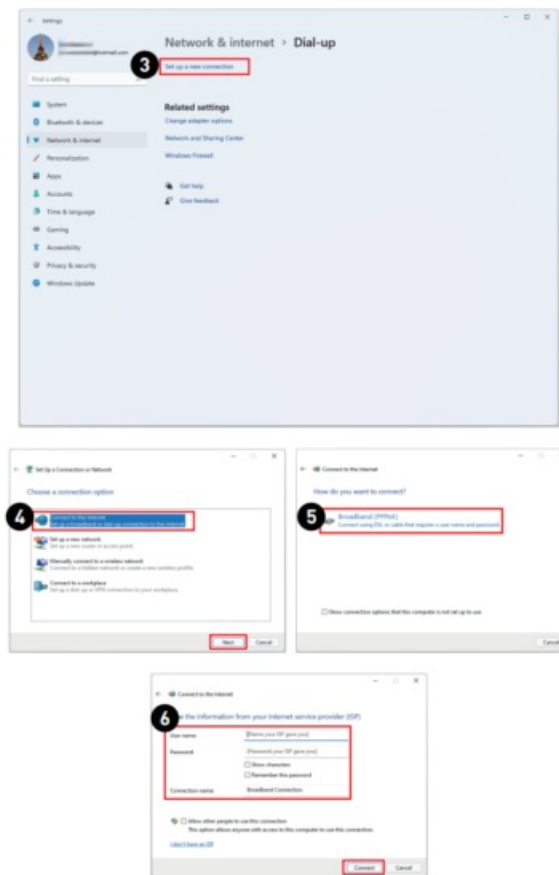 Settings
Network & internet > Dial-up
@hotmail.com
3
Set up a new connection
Find a setting
System
Bluetooth & devices
Network & internet
Personalization
Apps
Accounts
Time & language
Gaming
Accessibility
Privacy & security
Windows Update
Related settings
Change adapter options
Network and Sharing Center
Windows Firewall
Get help
Give feedback
Set Up a Connection or Network
Choose a connection option
4
Connect to the Internet
Set up a broadband or dial-up connection to the Internet.
Set up a new network
Set up a new router or access point.
Manually connect to a wireless network
Connect to a hidden network or create a new wireless profile.
Connect to a workplace
Set up a dial-up or VPN connection to your workplace.
Next
Cancel
Connect to the Internet
How do you want to connect?
5
Broadband (PPPoE)
Connect using DSL or cable that requires a user name and password.
Show connection options that this computer is not set up to use
Cancel
Connect to the Internet
6
the information from your Internet service provider (ISP)
User name
[Name your ISP gave you]
Password
[Password your ISP gave you]
Show characters
Remember this password
Connection name
Broadband Connection
Allow other people to use this connection
This option allows anyone with access to this computer to use this connection.
I don't have an ISP
Connect
Cancel